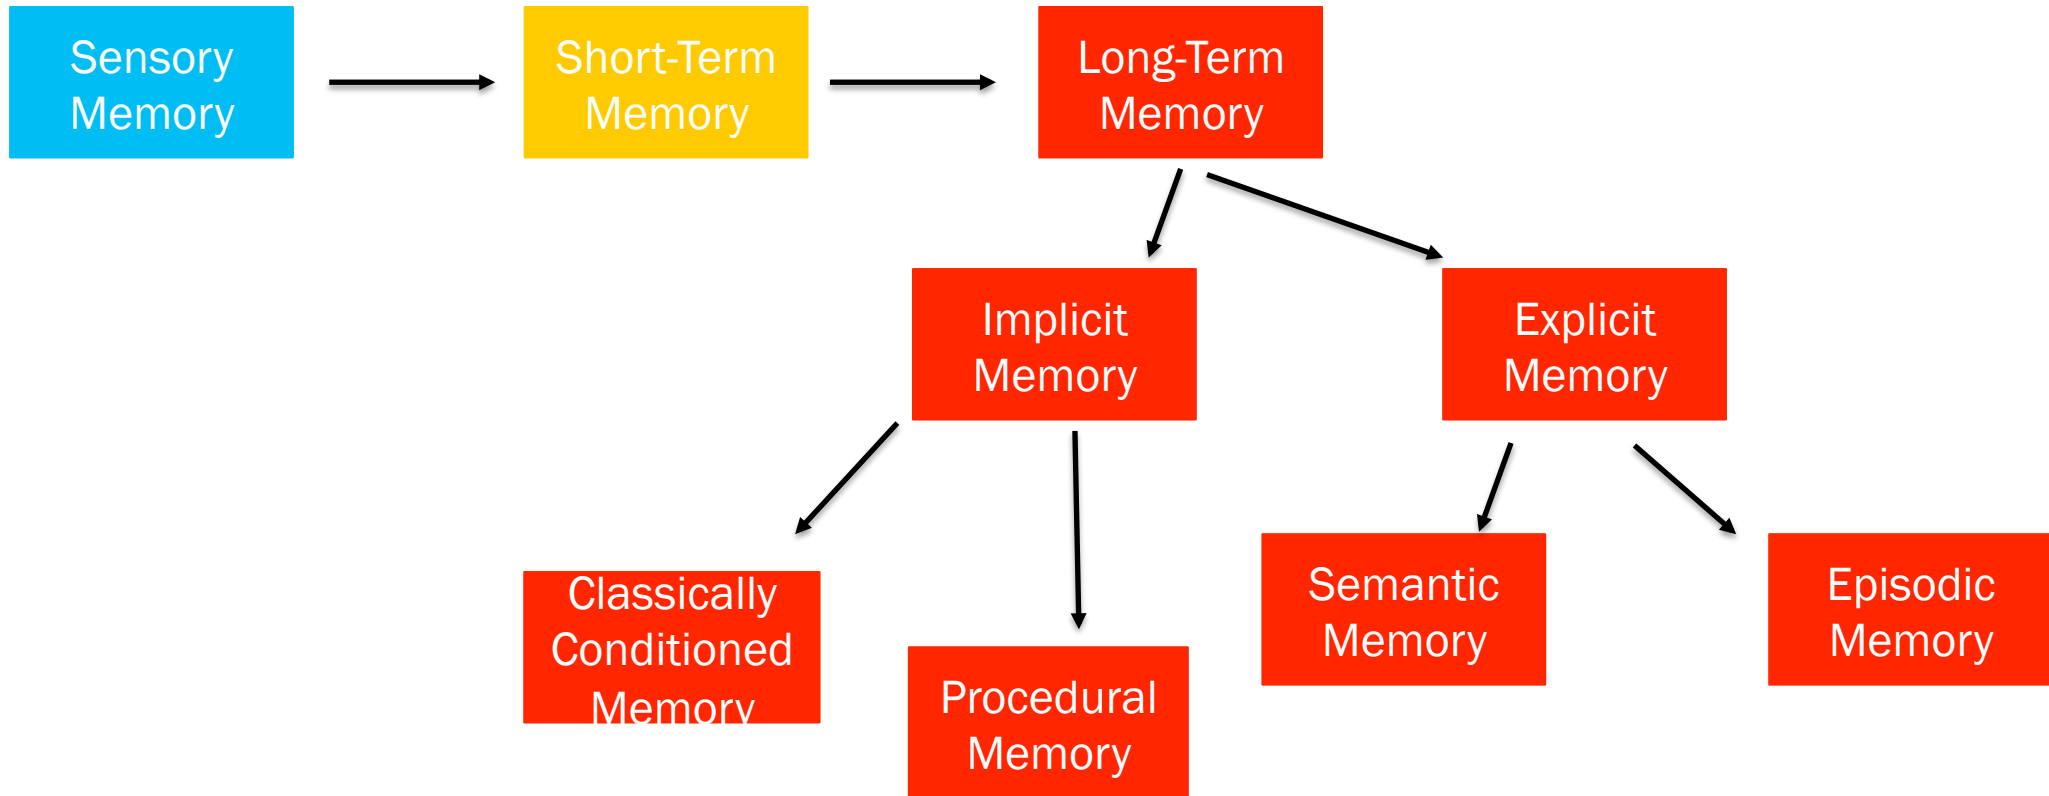 Sensory
Memory
Short-Term
Memory
Long-Term
Memory
Implicit
Memory
Explicit
Memory
Classically
Conditioned
Memory
Procedural
Memory
Semantic
Memory
Episodic
Memory